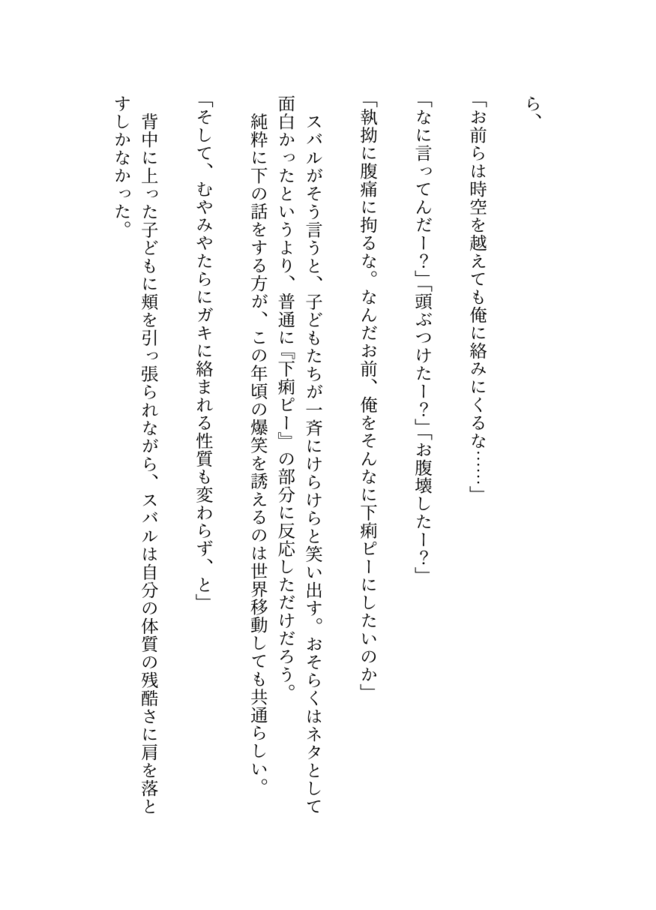 ら、
「お前らは時空を越えても俺に絡みにくるな……」
「なに言ってんだー？」「頭ぶつけたー？」「お腹壊したー？」
「執拗に腹痛に拘るな。なんだお前、俺をそんなに下痢ピーにしたいのか」
　スバルがそう言うと、子どもたちが一斉にけらけらと笑い出す。おそらくはネタとして
面白かったというより、普通に『下痢ピー』の部分に反応しただけだろう。
　純粋に下の話をする方が、この年頃の爆笑を誘えるのは世界移動しても共通らしい。
「そして、むやみやたらにガキに絡まれる性質も変わらず、と」
　背中に上った子どもに頬を引っ張られながら、スバルは自分の体質の残酷さに肩を落と
すしかなかった。